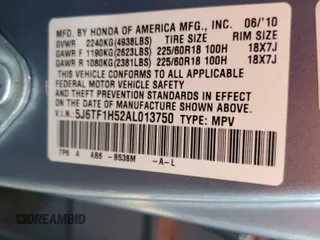 MFD. BY HONDA OF AMERICA MFG., INC. 06/'10
GVWR 2240KG(4938LBS) TIRE SIZE RIM SIZE
GAWR F 1190KG(2623LBS) 225/60R18 100H 18X7J
GAWR R 1080KG(2381LBS) 225/60R18 100H 18X7J
THIS VEHICLE CONFORMS TO ALL APPLICABLE
FEDERAL MOTOR VEHICLE SAFETY AND THEFT
PREVENTION STANDARDS IN EFFECT ON THE DATE OF
MANUFACTURE SHOWN ABOVE.
V.I.N.: 5J6TF1H52AL013750 TYPE: MPV
TP6 A AB6 -B538M -A-L
DREAMBID